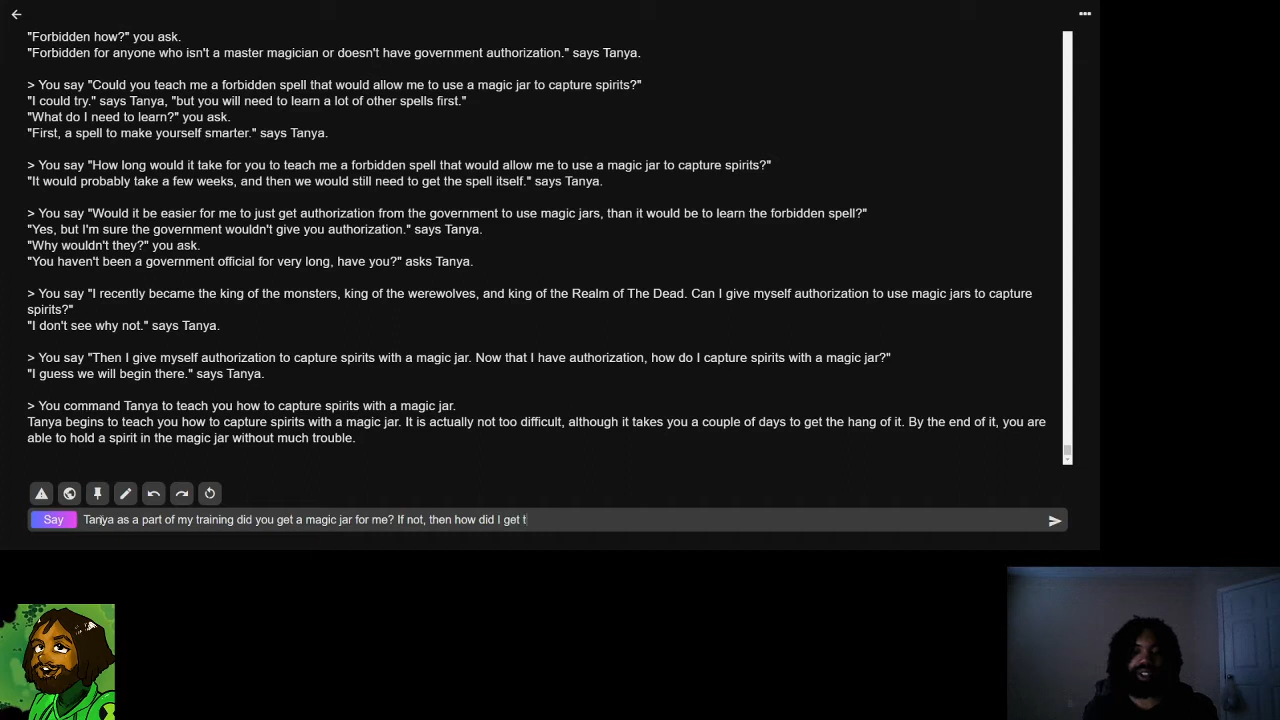 "Forbidden how?" you ask.
"Forbidden for anyone who isn't a master magician or doesn't have government authorization." says Tanya.
> You say "Could you teach me a forbidden spell that would allow me to use a magic jar to capture spirits?"
"I could try." says Tanya, "but you will need to learn a lot of other spells first."
"What do I need to learn?" you ask.
"First, a spell to make yourself smarter." says Tanya.
> You say "How long would it take for you to teach me a forbidden spell that would allow me to use a magic jar to capture spirits?"
"It would probably take a few weeks, and then we would still need to get the spell itself." says Tanya.
> You say "Would it be easier for me to just get authorization from the government to use magic jars, than it would be to learn the forbidden spell?"
"Yes, but I'm sure the government wouldn't give you authorization." says Tanya.
"Why wouldn't they?" you ask.
"You haven't been a government official for very long, have you?" asks Tanya.
> You say "I recently became the king of the monsters, king of the werewolves, and king of the Realm of The Dead. Can I give myself authorization to use magic jars to capture
spirits?"
"I don't see why not." says Tanya.
> You say "Then I give myself authorization to capture spirits with a magic jar. Now that I have authorization, how do I capture spirits with a magic jar?"
"I guess we will begin there." says Tanya.
> You command Tanya to teach you how to capture spirits with a magic jar.
Tanya begins to teach you how to capture spirits with a magic jar. It is actually not too difficult, although it takes you a couple of days to get the hang of it. By the end of it, you are
able to hold a spirit in the magic jar without much trouble.
Say Tanya as a part of my training did you get a magic jar for me? If not, then how did I get t